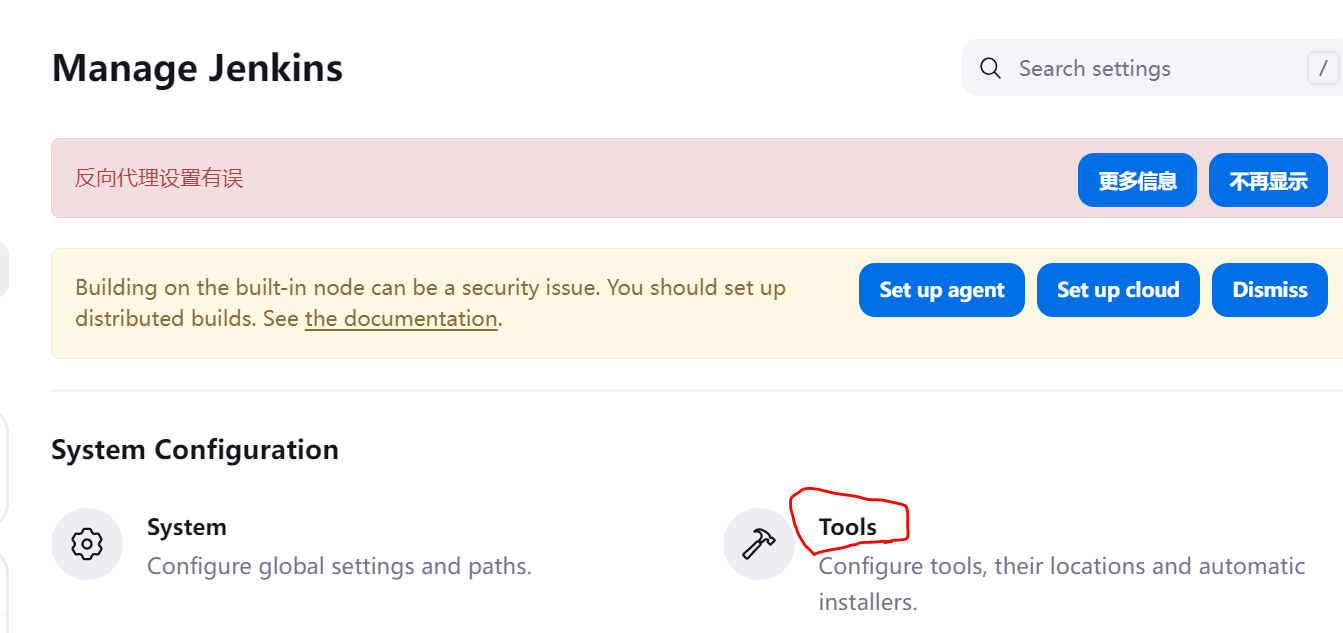 Manage Jenkins
Search settings
/
反向代理设置有误
更多信息
不再显示
Building on the built-in node can be a security issue. You should set up
distributed builds. See the documentation.
Set up agent
Set up cloud
Dismiss
System Configuration
System
Configure global settings and paths.
Tools
Configure tools, their locations and automatic
installers.